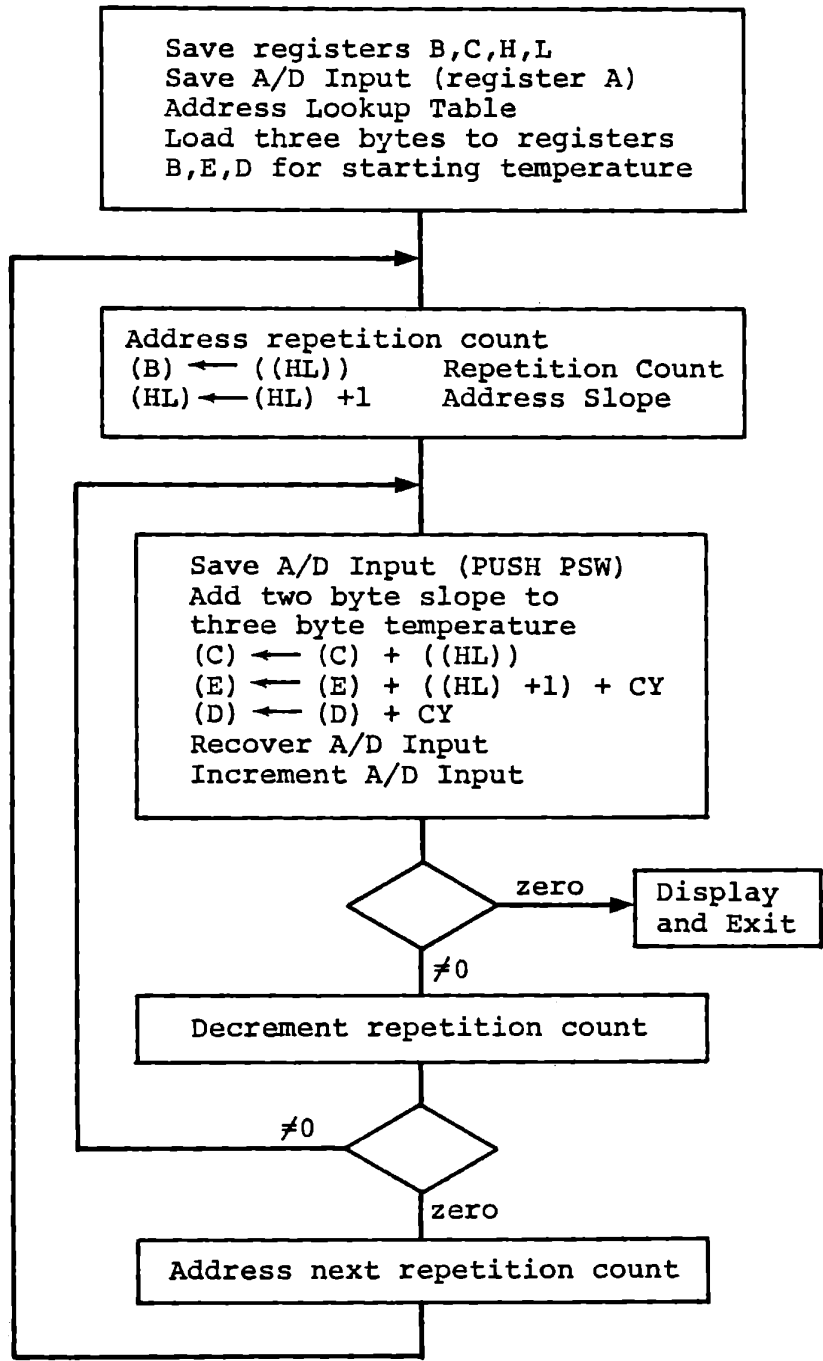 Save registers B,C,H,L
Save A/D Input (register A)
Address Lookup Table
Load three bytes to registers
B,E,D for starting temperature
Address repetition count
(B) ← ((HL)) Repetition Count
(HL) ← (HL) +1 Address Slope
Save A/D Input (PUSH PSW)
Add two byte slope to
three byte temperature
(C) ← (C) + ((HL))
(E) ← (E) + ((HL) +1) + CY
(D) ← (D) + CY
Recover A/D Input
Increment A/D Input
zero
Display
and Exit
≠0
Decrement repetition count
≠0
zero
Address next repetition count